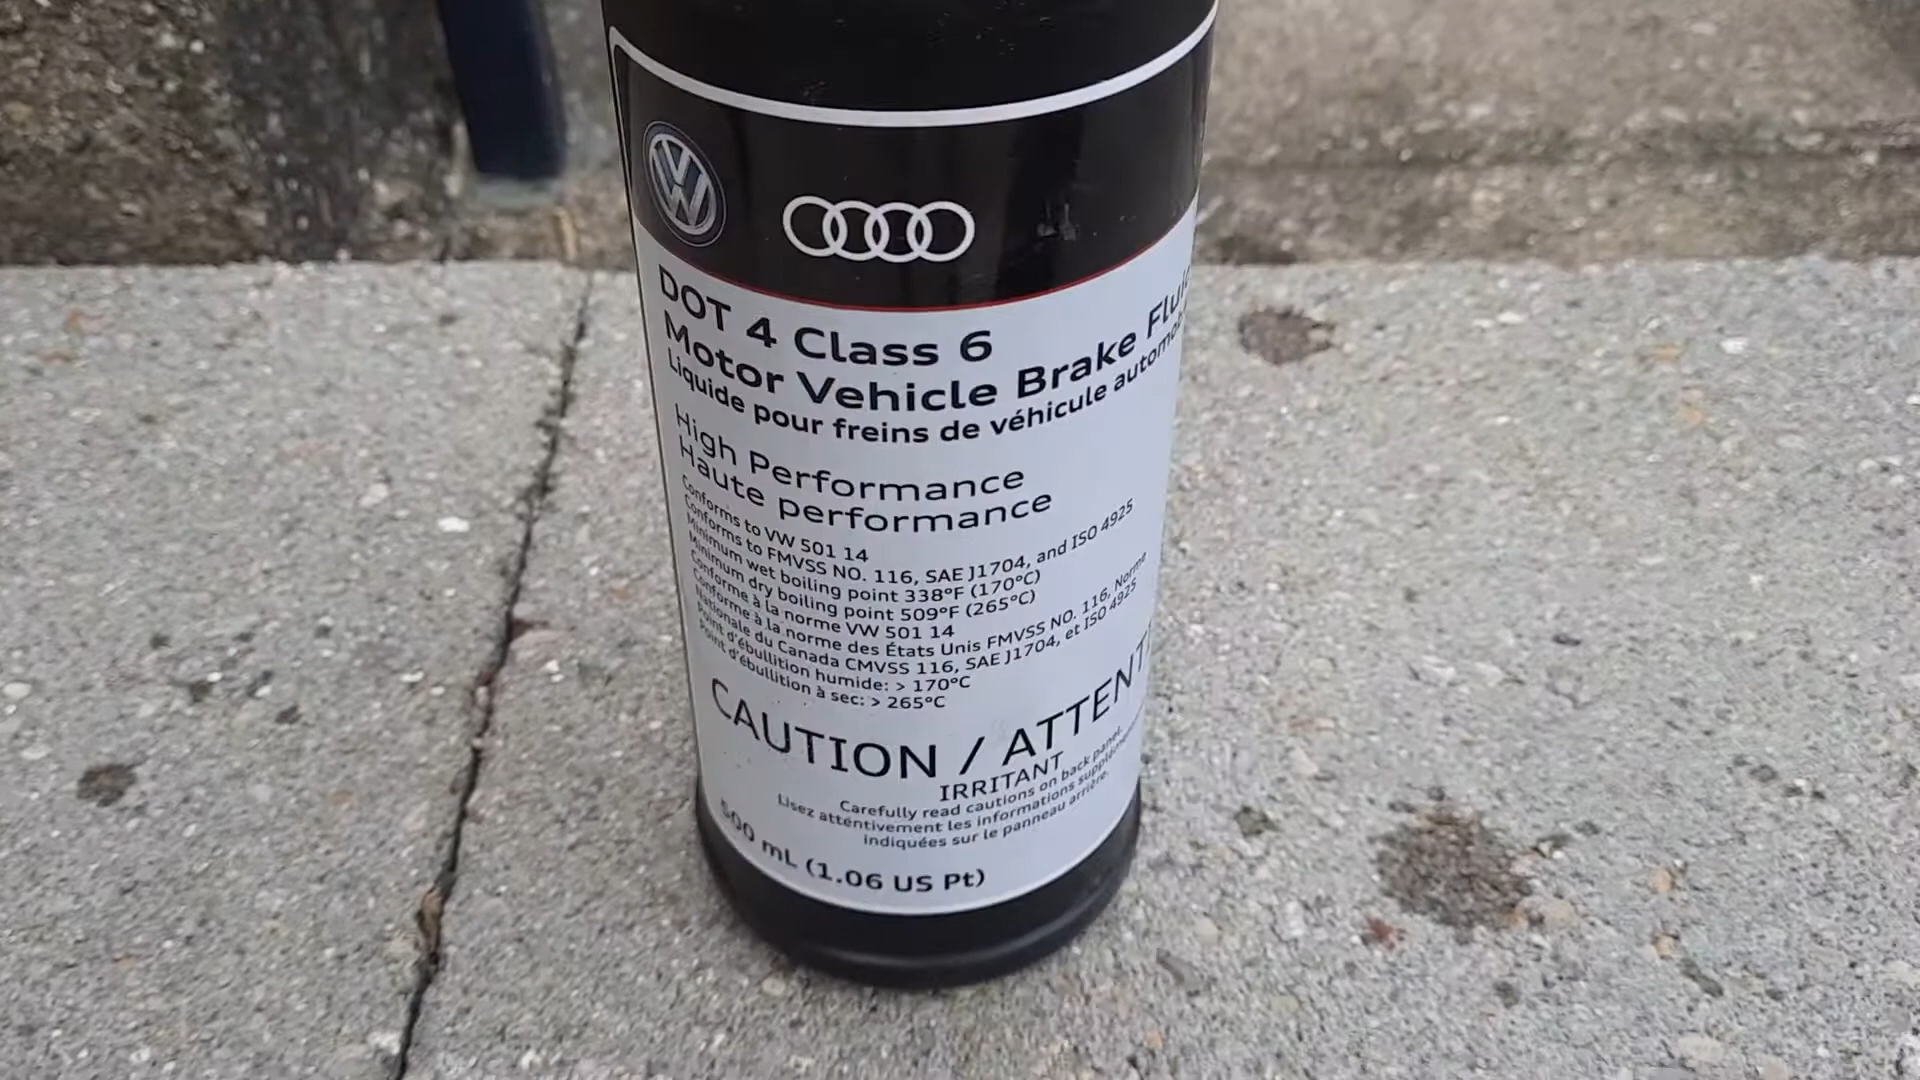 DOT 4 Class 6
Motor Vehicle Brake Fluid
Liquide pour freins de véhicule
High Performance
Haute performance
Conforms to VW 501 14
Conforms to FMVSS NO. 116, SAE J1704, and ISO 4925
Minimum wet boiling point 338°F (170°C)
Minimum dry boiling point 509°F (265°C)
Conforme à la norme VW 501 14
Conforme à la norme des États Unis FMVSS NO. 116, Norme
Nationale du Canada CMVSS 116, SAE J1704, et ISO 4925
Point d'ébullition humide: > 170°C
Point d'ébullition à sec: > 265°C
CAUTION /
IRRITANT
Carefully read cautions on back panel.
Lisez atténtivement les informations
indiquées sur le panneau arrière.
500 mL (1.06 US Pt)